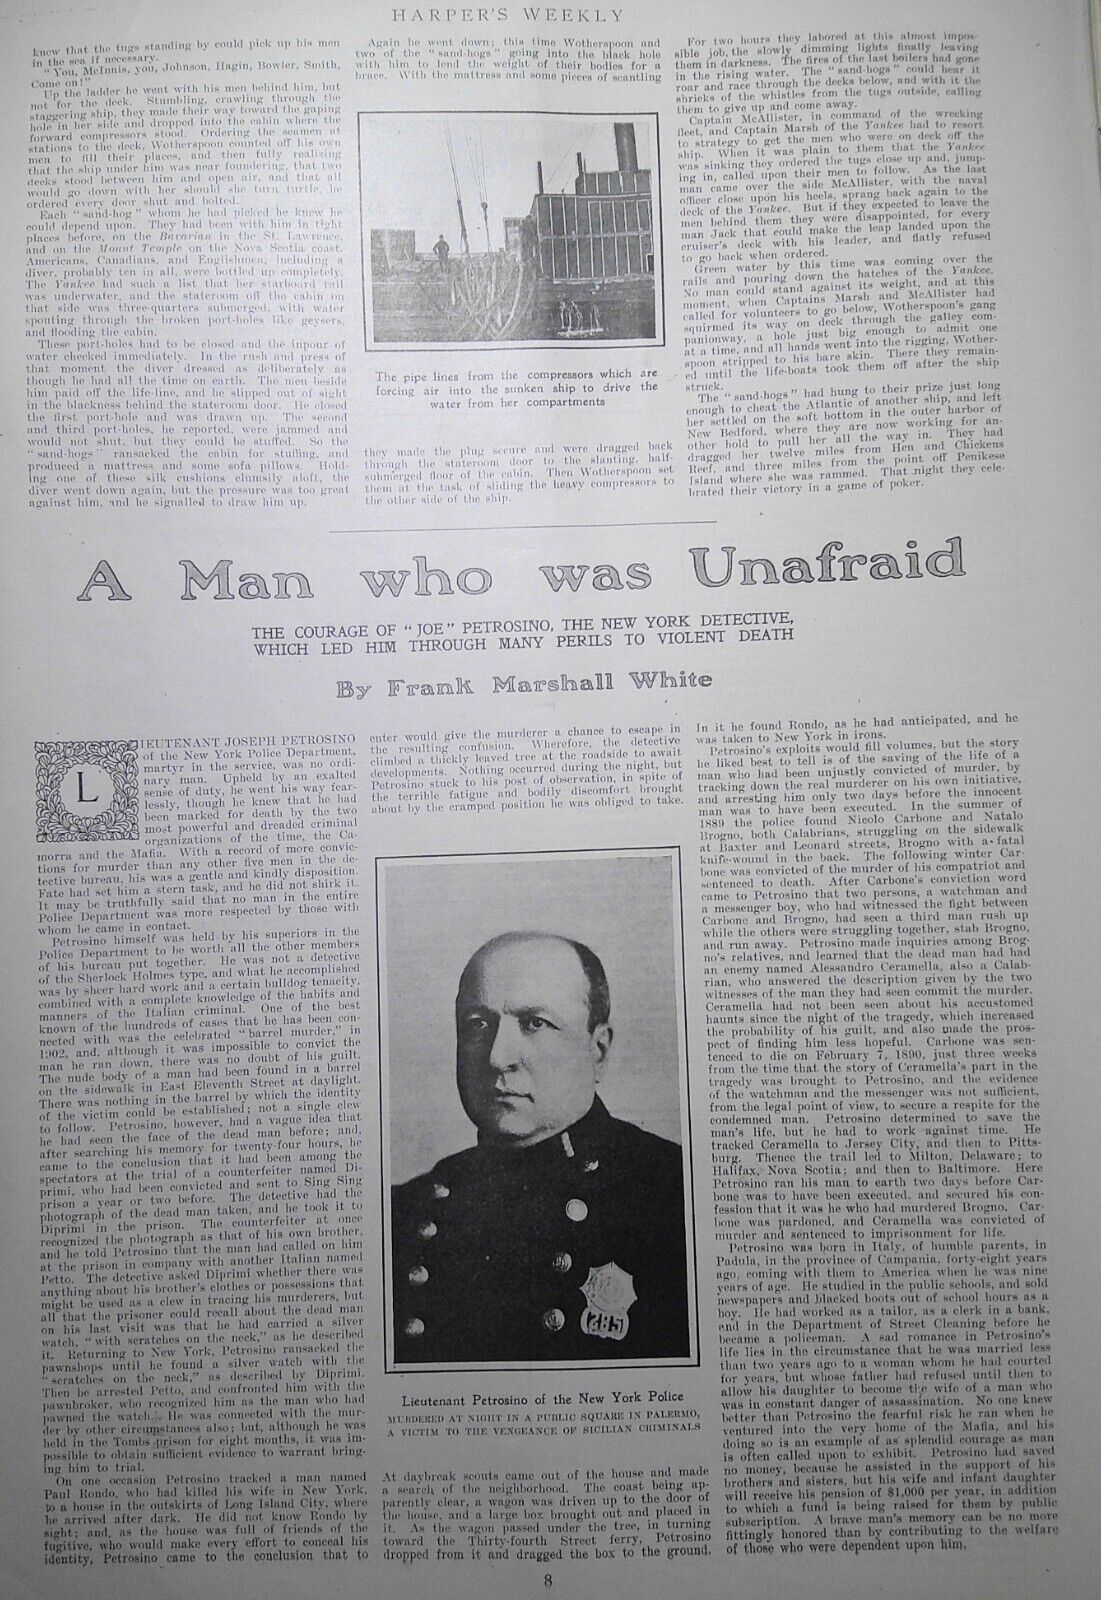 HARPER'S WEEKLY
knew that the tugs standing by could pick up his men
in the sea if necessary.
"You, McInnis, you, Johnson, Hagin, Bowler, Smith,
Come on!"
Up the ladder he went with his men behind him, but
not for the deck. Stumbling, crawling through the
staggering ship, they made their way toward the gaping
hole in her side and dropped into the cabin where the
forward compressors stood. Ordering the seamen at
stations to the deck, Wotherspoon counted off his own
men to fill their places, and then fully realizing
that the ship under him was near foundering, that two
decks stood between him and open air, and that all
would go down with her should she turn turtle, he
ordered every door shut and bolted.
Each "sand-hog" whom he had picked he knew he
could depend upon. They had been with him in tight
places before, on the Bavarian in the St. Lawrence,
and on the Mount Temple on the Nova Scotia coast.
Americans, Canadians, and Englishmen, including a
diver, probably ten in all, were bottled up completely.
The Yankee had such a list that her starboard rail
was underwater, and the stateroom off the cabin on
that side was three-quarters submerged, with water
spouting through the broken port-holes like geysers,
and flooding the cabin.
These port-holes had to be closed and the inpour of
water checked immediately. In the rush and press of
that moment the diver dressed as deliberately as
though he had all the time on earth. The men beside
him paid off the life-line, and he slipped out of sight
in the blackness behind the stateroom door. He closed
the first port-hole and was drawn up. The second
and third port-holes, he reported, were jammed and
would not shut, but they could be stuffed. So the
"sand-hogs" ransacked the cabin for stuffing, and
produced a mattress and some sofa pillows. Hold-
ing one of these silk cushions clumsily aloft, the
diver went down again, but the pressure was too great
against him, and he signalled to draw him up.
Again he went down; this time Wotherspoon and
two of the "sand-hogs" going into the black hole
with him to lend the weight of their bodies for a
brace. With the mattress and some pieces of scantling
The pipe lines from the compressors which are
forcing air into the sunken ship to drive the
water from her compartments
they made the plug secure and were dragged back
through the stateroom door to the slanting, half-
submerged floor of the cabin. Then Wotherspoon set
them at the task of sliding the heavy compressors to
the other side of the ship.
For two hours they labored at this almost impos-
sible job, the slowly dimming lights finally leaving
them in darkness. The fires of the last boilers had gone
in the rising water. The "sand-hogs" could hear it
roar and race through the decks below, and with it the
shrieks of the whistles from the tugs outside, calling
them to give up and come away.
Captain McAllister, in command of the wrecking
fleet, and Captain Marsh of the Yankee had to resort
to strategy to get the men who were on deck off the
ship. When it was plain to them that the Yankee
was sinking they ordered the tugs close up and, jump-
ing in, called upon their men to follow. As the last
man came over the side McAllister, with the naval
officer close upon his heels, sprang back again to the
deck of the Yankee. But if they expected to leave the
men behind them they were disappointed, for every
man Jack that could make the leap landed upon the
cruiser's deck with his leader, and flatly refused
to go back when ordered.
Green water by this time was coming over the
rails and pouring down the hatches of the Yankee.
No man could stand against its weight, and at this
moment, when Captains Marsh and McAllister had
called for volunteers to go below, Wotherspoon's gang
squirmed its way on deck through the galley com-
panionway, a hole just big enough to admit one
at a time, and all hands went into the rigging, Wother-
spoon stripped to his bare skin. There they remain-
ed until the life-boats took them off after the ship
struck.
The "sand-hogs" had hung to their prize just long
enough to cheat the Atlantic of another ship, and left
her settled on the soft bottom in the outer harbor of
New Bedford, where they are now working for an-
other hold to pull her all the way in. They had
dragged her twelve miles from Hen and Chickens
Reef, and three miles from the point off Penikese
Island where she was rammed. That night they cele-
brated their victory in a game of poker.
A Man who was Unafraid
THE COURAGE OF "JOE" PETROSINO, THE NEW YORK DETECTIVE,
WHICH LED HIM THROUGH MANY PERILS TO VIOLENT DEATH
By Frank Marshall White
LIEUTENANT JOSEPH PETROSINO
of the New York Police Department,
martyr in the service, was no ordi-
nary man. Upheld by an exalted
sense of duty, he went his way fear-
lessly, though he knew that he had
been marked for death by the two
most powerful and dreaded criminal
organizations of the time, the Ca-
morra and the Mafia. With a record of more convic-
tions for murder than any other five men in the de-
tective bureau, his was a gentle and kindly disposition.
Fate had set him a stern task, and he did not shirk it.
It may be truthfully said that no man in the entire
Police Department was more respected by those with
whom he came in contact.
Petrosino himself was held by his superiors in the
Police Department to be worth all the other members
of his bureau put together. He was not a detective
of the Sherlock Holmes type, and what he accomplished
was by sheer hard work and a certain bulldog tenacity,
combined with a complete knowledge of the habits and
manners of the Italian criminal. One of the best
known of the hundreds of cases that he has been con-
nected with was the celebrated "barrel murder," in
1902, and, although it was impossible to convict the
man he ran down, there was no doubt of his guilt.
The nude body of a man had been found in a barrel
on the sidewalk in East Eleventh Street at daylight.
There was nothing in the barrel by which the identity
of the victim could be established; not a single clew
to follow. Petrosino, however, had a vague idea that
he had seen the face of the dead man before; and,
after searching his memory for twenty-four hours, he
came to the conclusion that it had been among the
spectators at the trial of a counterfeiter named Di-
primi, who had been convicted and sent to Sing Sing
prison a year or two before. The detective had the
photograph of the dead man taken, and he took it to
Diprimi in the prison. The counterfeiter at once
recognized the photograph as that of his own brother,
and he told Petrosino that the man had called on him
at the prison in company with another Italian named
Petto. The detective asked Diprimi whether there was
anything about his brother's clothes or possessions that
might be used as a clew in tracing his murderers, but
all that the prisoner could recall about the dead man
on his last visit was that he had carried a silver
watch, "with scratches on the neck," as he described
it. Returning to New York, Petrosino ransacked the
pawnshops until he found a silver watch with the
"scratches on the neck," as described by Diprimi.
Then he arrested Petto, and confronted him with the
pawnbroker, who recognized him as the man who had
pawned the watch. He was connected with the mur-
der by other circumstances also; but, although he was
held in the Tombs prison for eight months, it was im-
possible to obtain sufficient evidence to warrant bring-
ing him to trial.
On one occasion Petrosino tracked a man named
Paul Rondo, who had killed his wife in New York,
to a house in the outskirts of Long Island City, where
he arrived after dark. He did not know Rondo by
sight; and, as the house was full of friends of the
fugitive, who would make every effort to conceal his
identity, Petrosino came to the conclusion that to
enter would give the murderer a chance to escape in
the resulting confusion. Wherefore, the detective
climbed a thickly leaved tree at the roadside to await
developments. Nothing occurred during the night, but
Petrosino stuck to his post of observation, in spite of
the terrible fatigue and bodily discomfort brought
about by the cramped position he was obliged to take.
285
Lieutenant Petrosino of the New York Police
MURDERED AT NIGHT IN A PUBLIC SQUARE IN PALERMO,
A VICTIM TO THE VENGEANCE OF SICILIAN CRIMINALS
At daybreak scouts came out of the house and made
a search of the neighborhood. The coast being ap-
parently clear, a wagon was driven up to the door of
the house, and a large box brought out and placed in
it. As the wagon passed under the tree, in turning
toward the Thirty-fourth Street ferry, Petrosino
dropped from it and dragged the box to the ground.
In it he found Rondo, as he had anticipated, and he
was taken to New York in irons.
Petrosino's exploits would fill volumes, but the story
he liked best to tell is of the saving of the life of a
man who had been unjustly convicted of murder, by
tracking down the real murderer on his own initiative,
and arresting him only two days before the innocent
man was to have been executed. In the summer of
1889 the police found Nicolo Carbone and Natalo
Brogno, both Calabrians, struggling on the sidewalk
at Baxter and Leonard streets, Brogno with a fatal
knife-wound in the back. The following winter Car-
bone was convicted of the murder of his compatriot and
sentenced to death. After Carbone's conviction word
came to Petrosino that two persons, a watchman and
a messenger boy, who had witnessed the fight between
Carbone and Brogno, had seen a third man rush up
while the others were struggling together, stab Brogno,
and run away. Petrosino made inquiries among Brog-
no's relatives, and learned that the dead man had had
an enemy named Alessandro Ceramella, also a Calab-
rian, who answered the description given by the two
witnesses of the man they had seen commit the murder.
Ceramella had not been seen about his accustomed
haunts since the night of the tragedy, which increased
the probability of his guilt, and also made the pros-
pect of finding him less hopeful. Carbone was sen-
tenced to die on February 7, 1890, just three weeks
from the time that the story of Ceramella's part in the
tragedy was brought to Petrosino, and the evidence
of the watchman and the messenger was not sufficient,
from the legal point of view, to secure a respite for the
condemned man. Petrosino determined to save the
man's life, but he had to work against time. He
tracked Ceramella to Jersey City, and then to Pitts-
burg. Thence the trail led to Milton, Delaware; to
Halifax, Nova Scotia; and then to Baltimore. Here
Petrosino ran his man to earth two days before Car-
bone was to have been executed, and secured his con-
fession that it was he who had murdered Brogno. Car-
bone was pardoned, and Ceramella was convicted of
murder and sentenced to imprisonment for life.
Petrosino was born in Italy, of humble parents, in
Padula, in the province of Campania, forty-eight years
ago, coming with them to America when he was nine
years of age. He studied in the public schools, and sold
newspapers and blacked boots out of school hours as a
boy. He had worked as a tailor, as a clerk in a bank,
and in the Department of Street Cleaning before he
became a policeman. A sad romance in Petrosino's
life lies in the circumstance that he was married less
than two years ago to a woman whom he had courted
for years, but whose father had refused until then to
allow his daughter to become the wife of a man who
was in constant danger of assassination. No one knew
better than Petrosino the fearful risk he ran when he
ventured into the very home of the Mafia, and his
doing so is an example of as splendid courage as man
is often called upon to exhibit. Petrosino had saved
no money, because he assisted in the support of his
brothers and sisters, but his wife and infant daughter
will receive his pension of $1,000 per year, in addition
to which a fund is being raised for them by public
subscription. A brave man's memory can be no more
fittingly honored than by contributing to the welfare
of those who were dependent upon him.
8